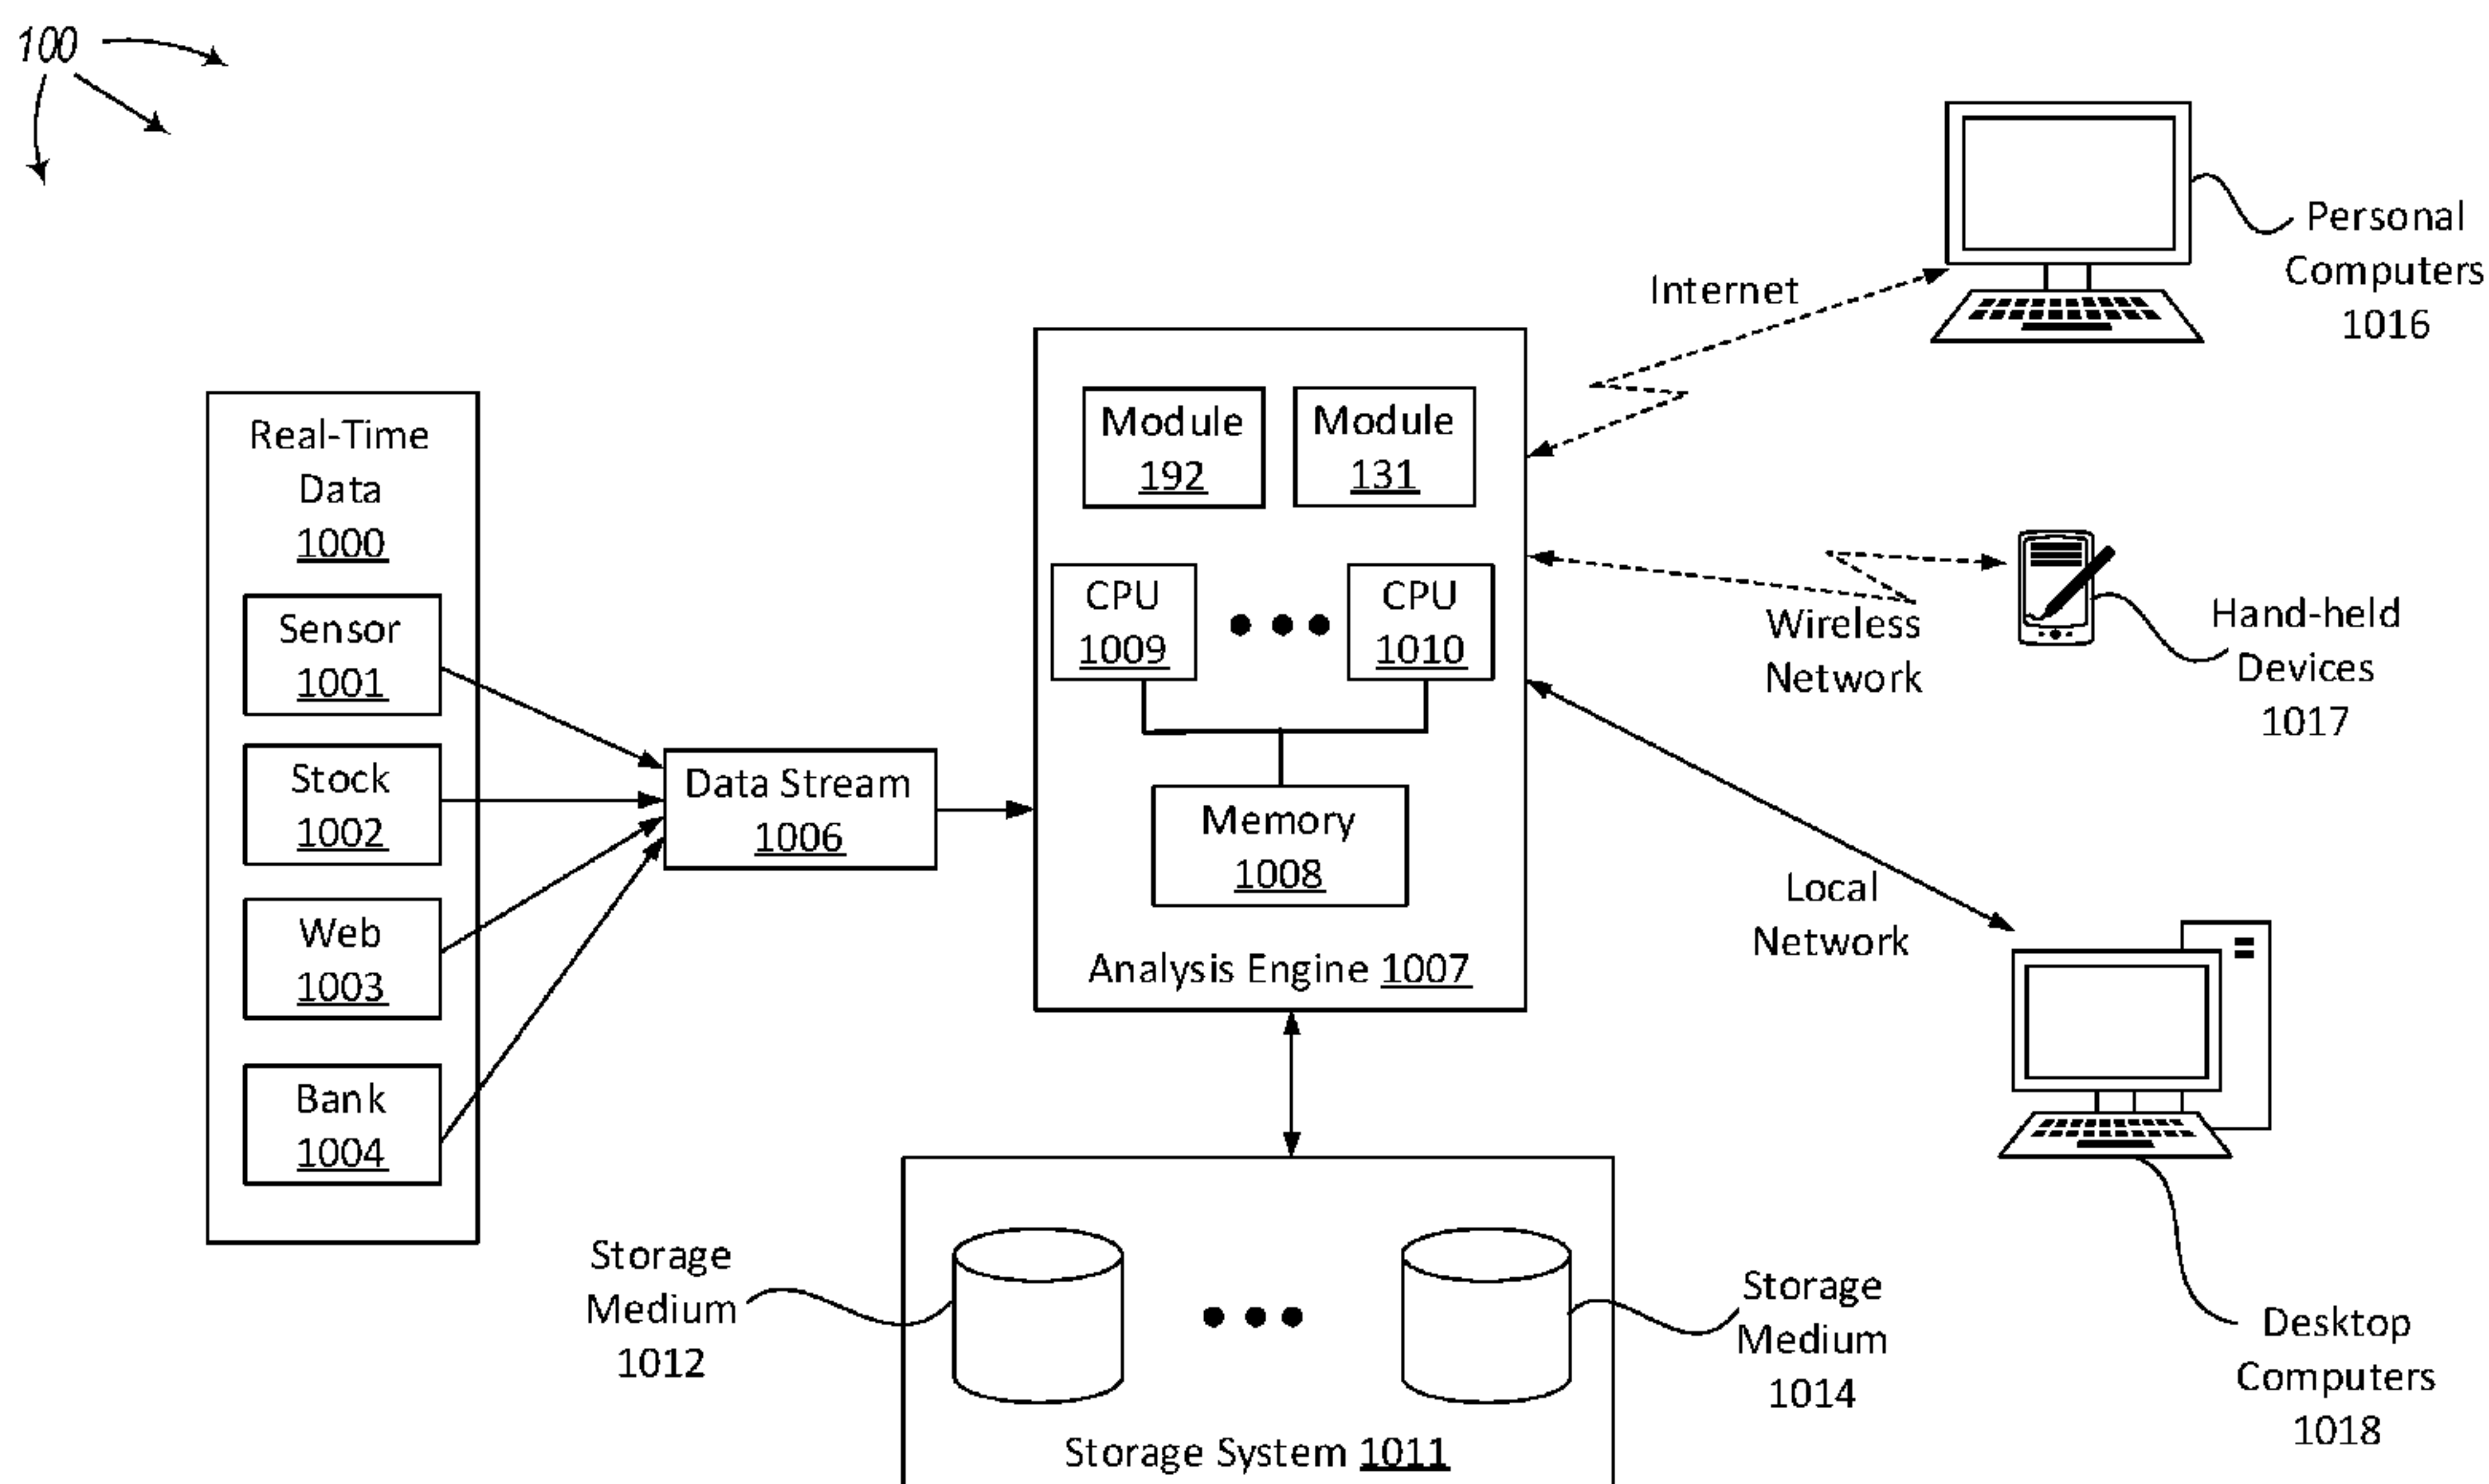 100
Real-Time
Data
1000
Sensor
1001
Stock
1002
Web
1003
Bank
1004
Data Stream
1006
Module
192
Module
131
CPU
1009
CPU
1010
Memory
1008
Analysis Engine 1007
Internet
Personal
Computers
1016
Wireless
Network
Hand-held
Devices
1017
Local
Network
Desktop
Computers
1018
Storage
Medium
1012
Storage
Medium
1014
Storage System 1011